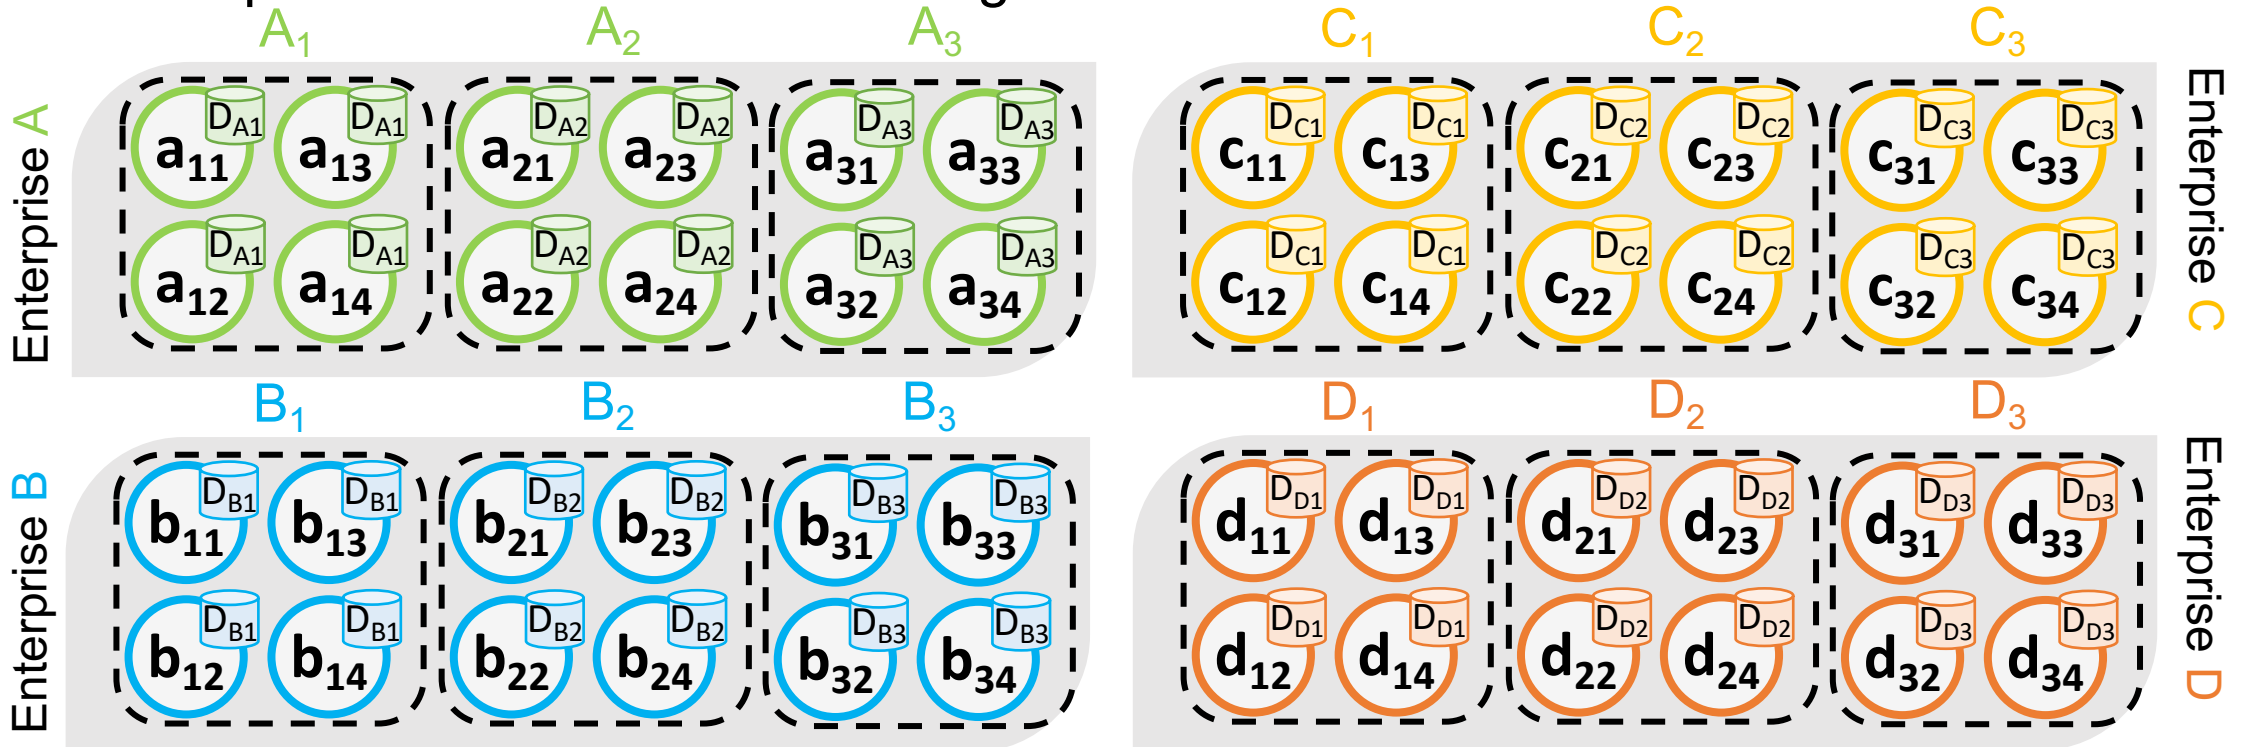 A1 A2 A3
Enterprise A
DA1 DA1 DA2 DA2 DA3 DA3
a11 a13 a21 a23 a31 a33
DA1 DA1 DA2 DA2 DA3 DA3
a12 a14 a22 a24 a32 a34
C1 C2 C3
Enterprise C
DC1 DC1 DC2 DC2 DC3 DC3
c11 c13 c21 c23 c31 c33
DC1 DC1 DC2 DC2 DC3 DC3
c12 c14 c22 c24 c32 c34
B1 B2 B3
Enterprise B
DB1 DB1 DB2 DB2 DB3 DB3
b11 b13 b21 b23 b31 b33
DB1 DB1 DB2 DB2 DB3 DB3
b12 b14 b22 b24 b32 b34
D1 D2 D3
Enterprise D
DD1 DD1 DD2 DD2 DD3 DD3
d11 d13 d21 d23 d31 d33
DD1 DD1 DD2 DD2 DD3 DD3
d12 d14 d22 d24 d32 d34